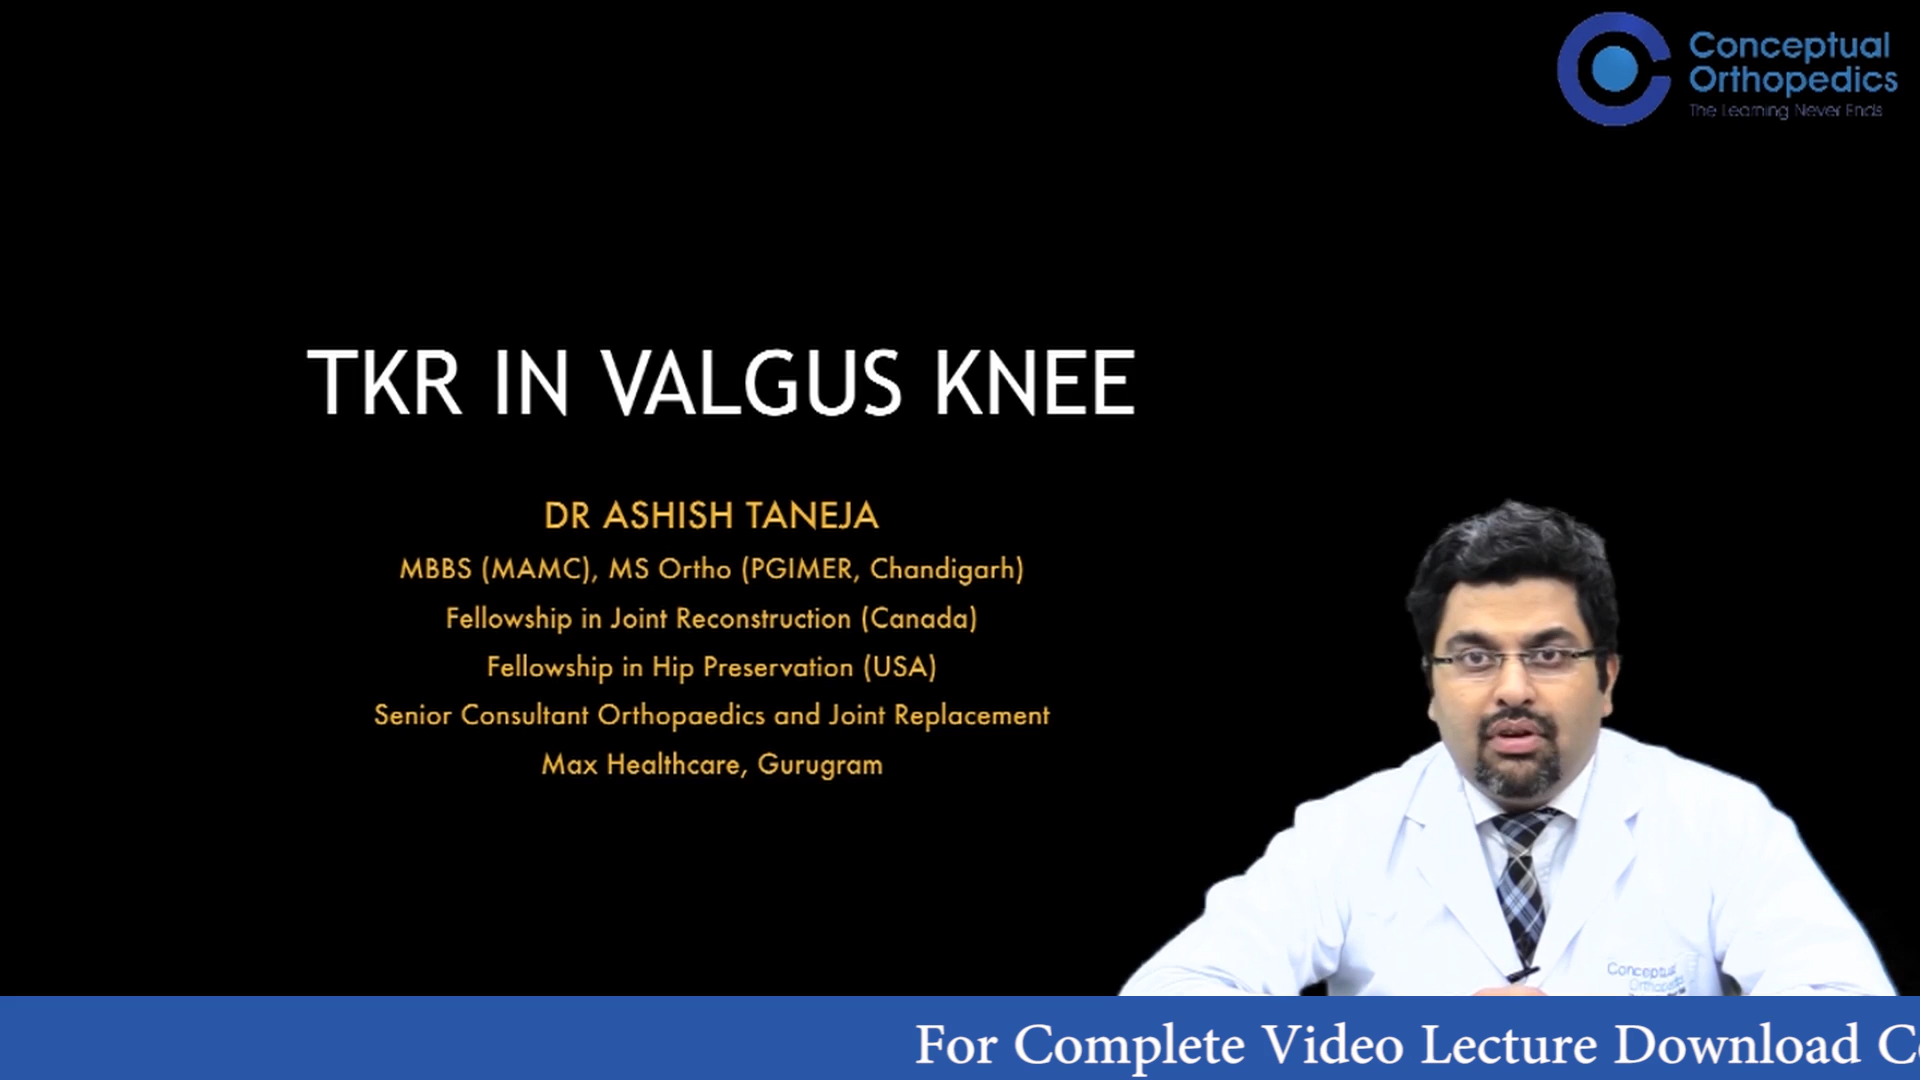 Conceptual
Orthopedics
The Learning Never Ends
TKR IN VALGUS KNEE
DR ASHISH TANEJA
MBBS (MAMC), MS Ortho (PGIMER, Chandigarh)
Fellowship in Joint Reconstruction (Canada)
Fellowship in Hip Preservation (USA)
Senior Consultant Orthopaedics and Joint Replacement
Max Healthcare, Gurugram
Conceptual
Orthopedics
For Complete Video Lecture Download